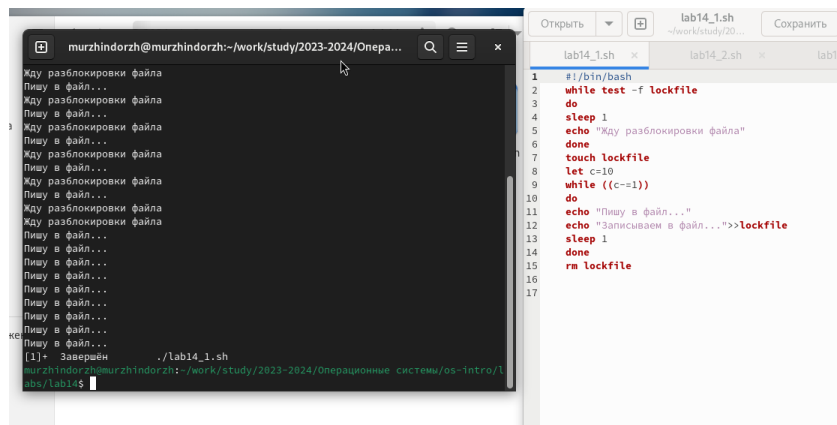 murzhindorzh@murzhindorzh:~/work/study/2023-2024/Опера...
Жду разблокировки файла
Пишу в файл...
Жду разблокировки файла
Пишу в файл...
Жду разблокировки файла
Пишу в файл...
Жду разблокировки файла
Пишу в файл...
Жду разблокировки файла
Пишу в файл...
Жду разблокировки файла
Жду разблокировки файла
Пишу в файл...
Пишу в файл...
Пишу в файл...
Пишу в файл...
Пишу в файл...
Пишу в файл...
Пишу в файл...
Пишу в файл...
Пишу в файл...
[1]+  Завершён        ./lab14_1.sh
murzhindorzh@murzhindorzh:~/work/study/2023-2024/Операционные системы/os-intro/l
abs/lab14$
Открыть
lab14_1.sh
~/work/study/20...
Сохранить
lab14_1.sh ×
lab14_2.sh ×
lab1
1 #!/bin/bash
2 while test -f lockfile
3 do
4 sleep 1
5 echo "Жду разблокировки файла"
6 done
7 touch lockfile
8 let c=10
9 while ((c-=1))
10 do
11 echo "Пишу в файл..."
12 echo "Записываем в файл...">>lockfile
13 sleep 1
14 done
15 rm lockfile
16
17